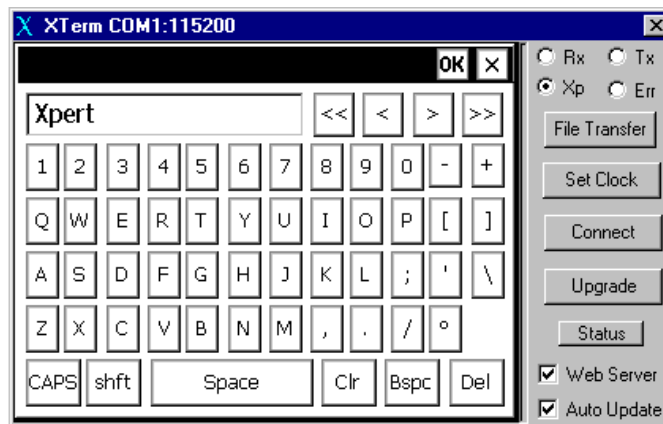 X XTerm COM1:115200 ×
OK ×
Rx Tx
Xp Err
Xpert << < > >>
File Transfer
1 2 3 4 5 6 7 8 9 0 - +
Set Clock
Q W E R T Y U I O P [ ]
Connect
A S D F G H J K L ; ' \
Upgrade
Z X C V B N M , . / °
Status
CAPS shft Space Clr Bspc Del
Web Server
Auto Update